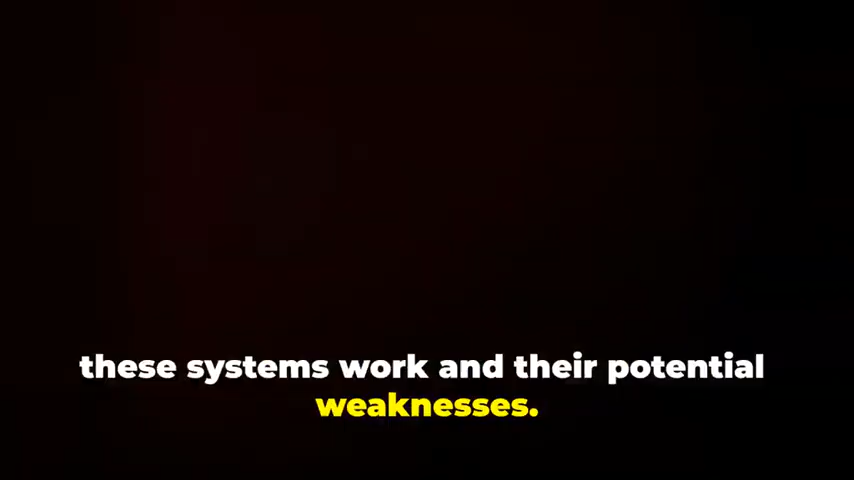 these systems work and their potential
weaknesses.